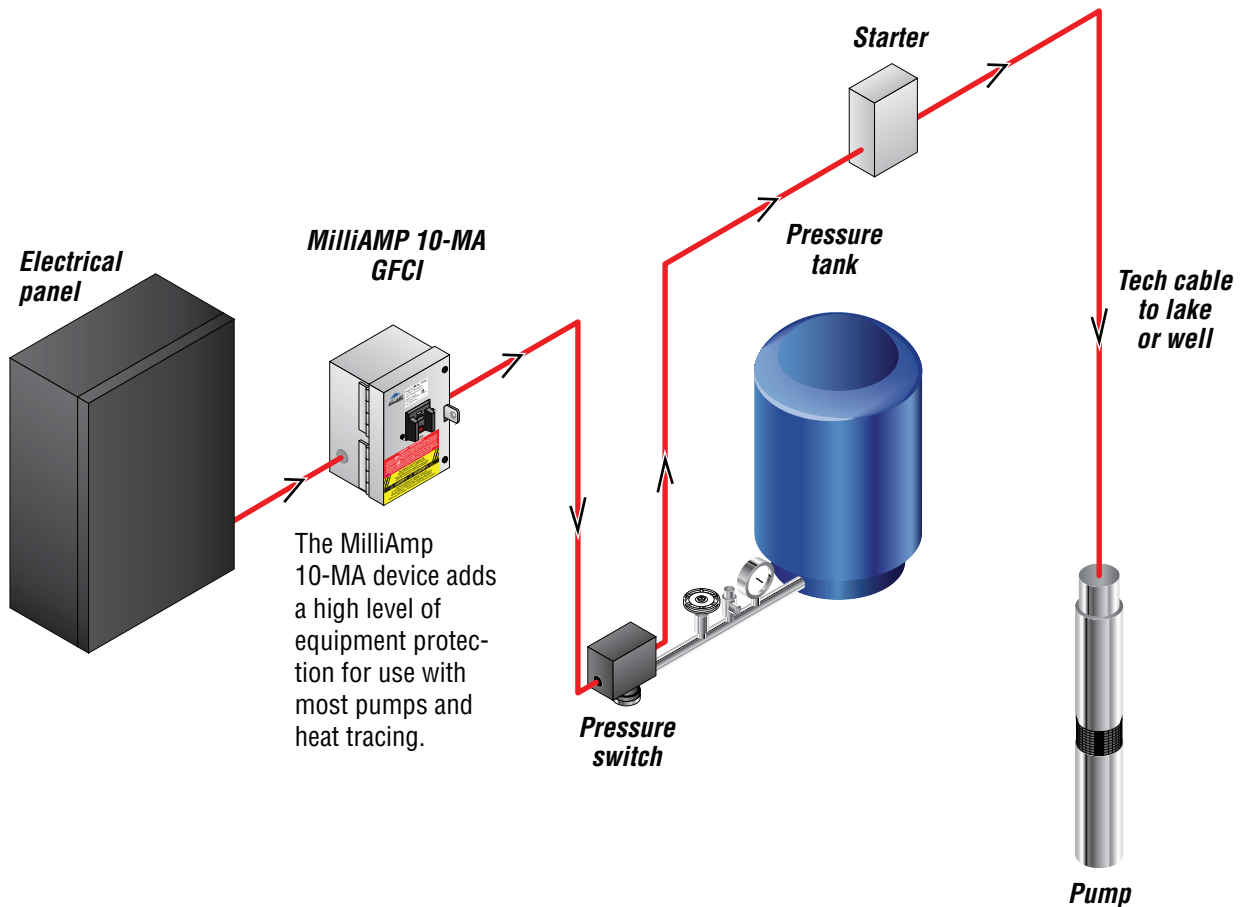 Starter
MilliAMP 10-MA
GFCI
Electrical
panel
Pressure
tank
Tech cable
to lake
or well
The MilliAmp
10-MA device adds
a high level of
equipment protec-
tion for use with
most pumps and
heat tracing.
Pressure
switch
Pump